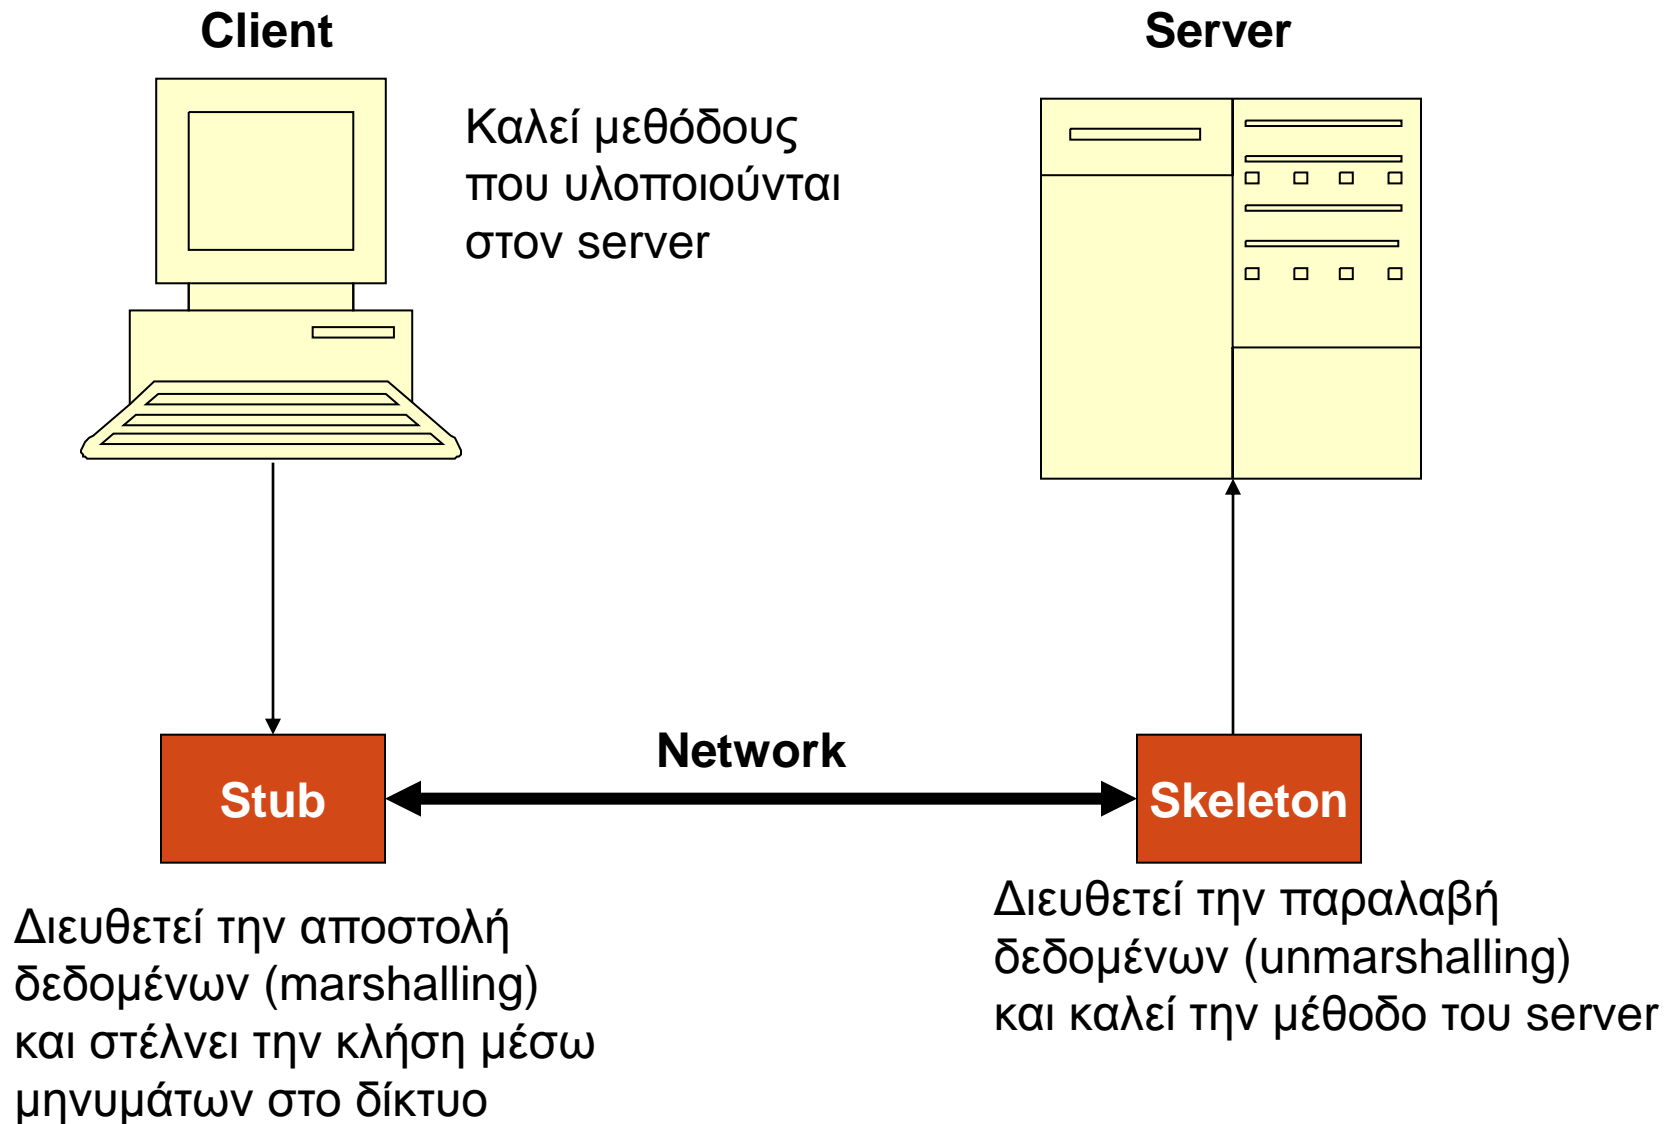 Client
Server
Καλεί μεθόδους
που υλοποιούνται
στον server
Network
Stub
Skeleton
Διευθετεί την αποστολή
δεδομένων (marshalling)
και στέλνει την κλήση μέσω
μηνυμάτων στο δίκτυο
Διευθετεί την παραλαβή
δεδομένων (unmarshalling)
και καλεί την μέθοδο του server